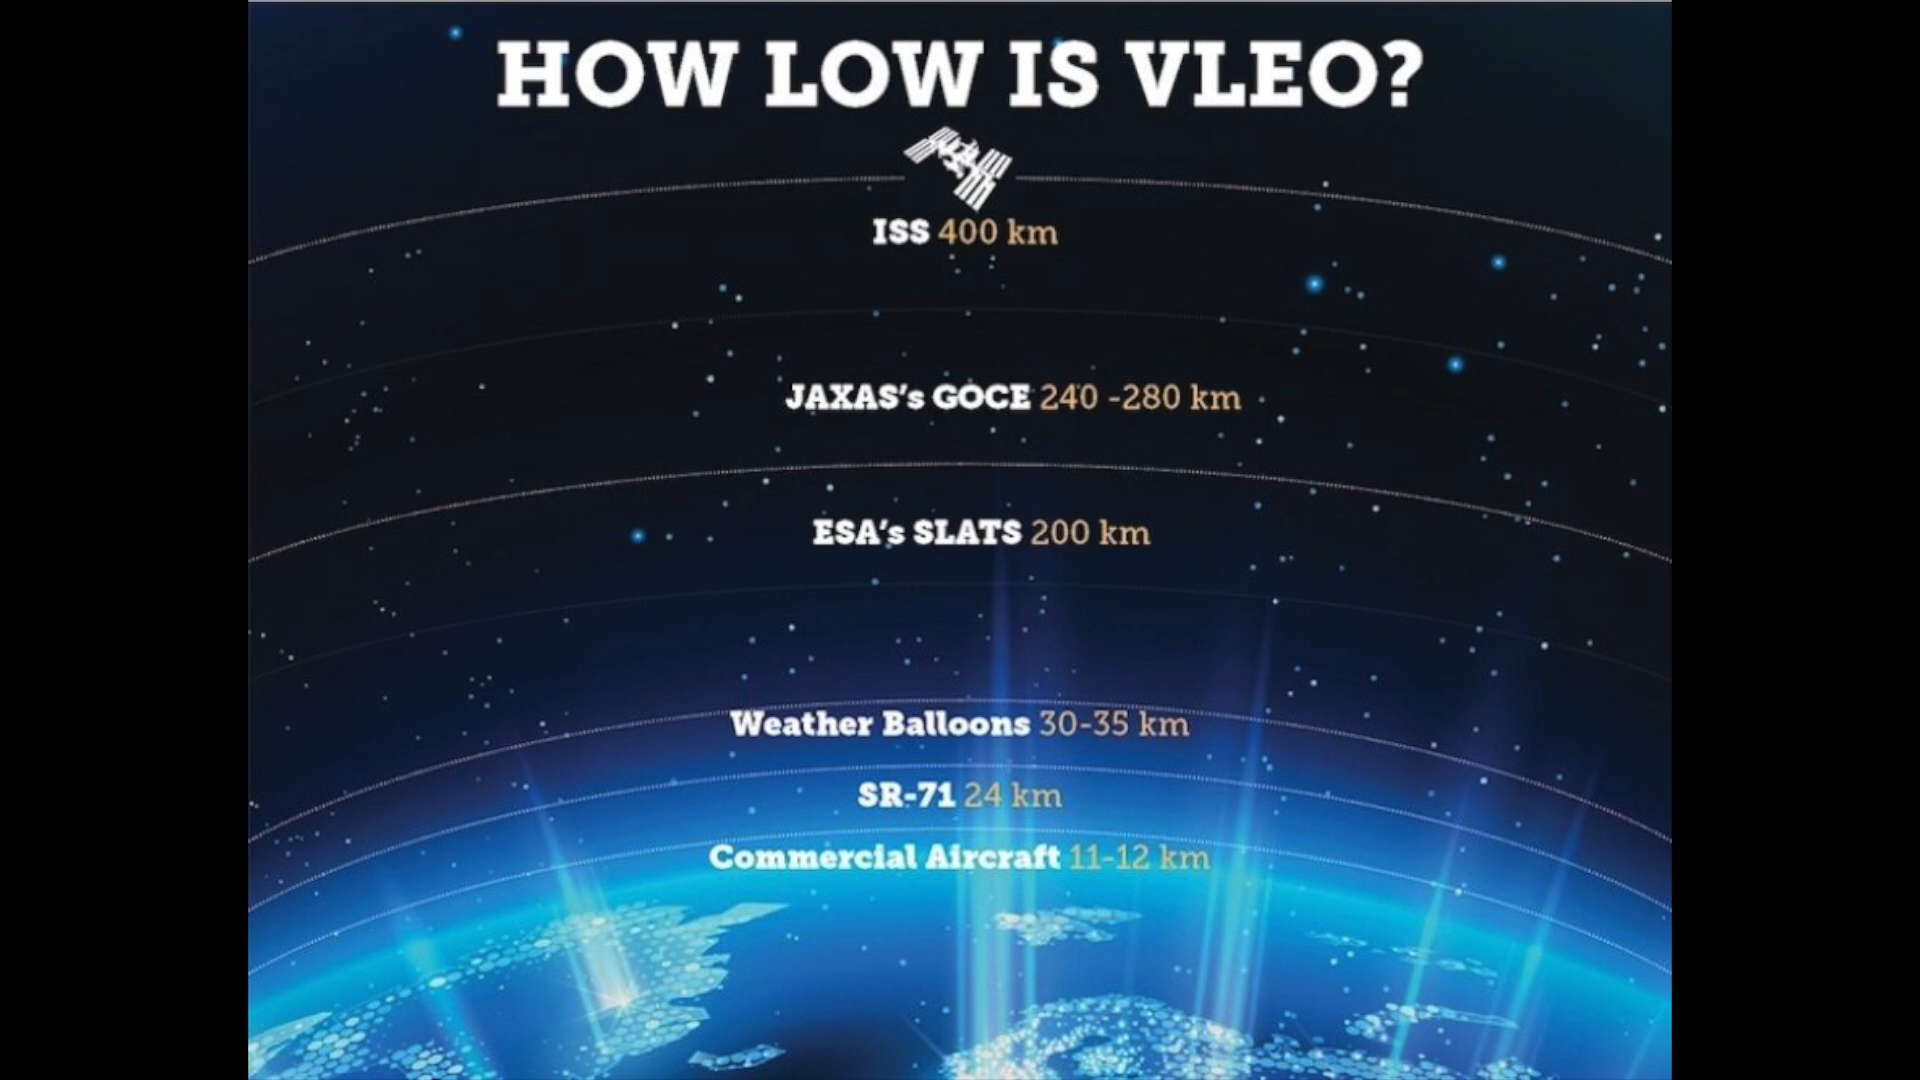 HOW LOW IS VLEO?
ISS 400 km
JAXAS's GOCE 240 -280 km
ESA's SLATS 200 km
Weather Balloons 30-35 km
SR-71 24 km
Commercial Aircraft 11-12 km